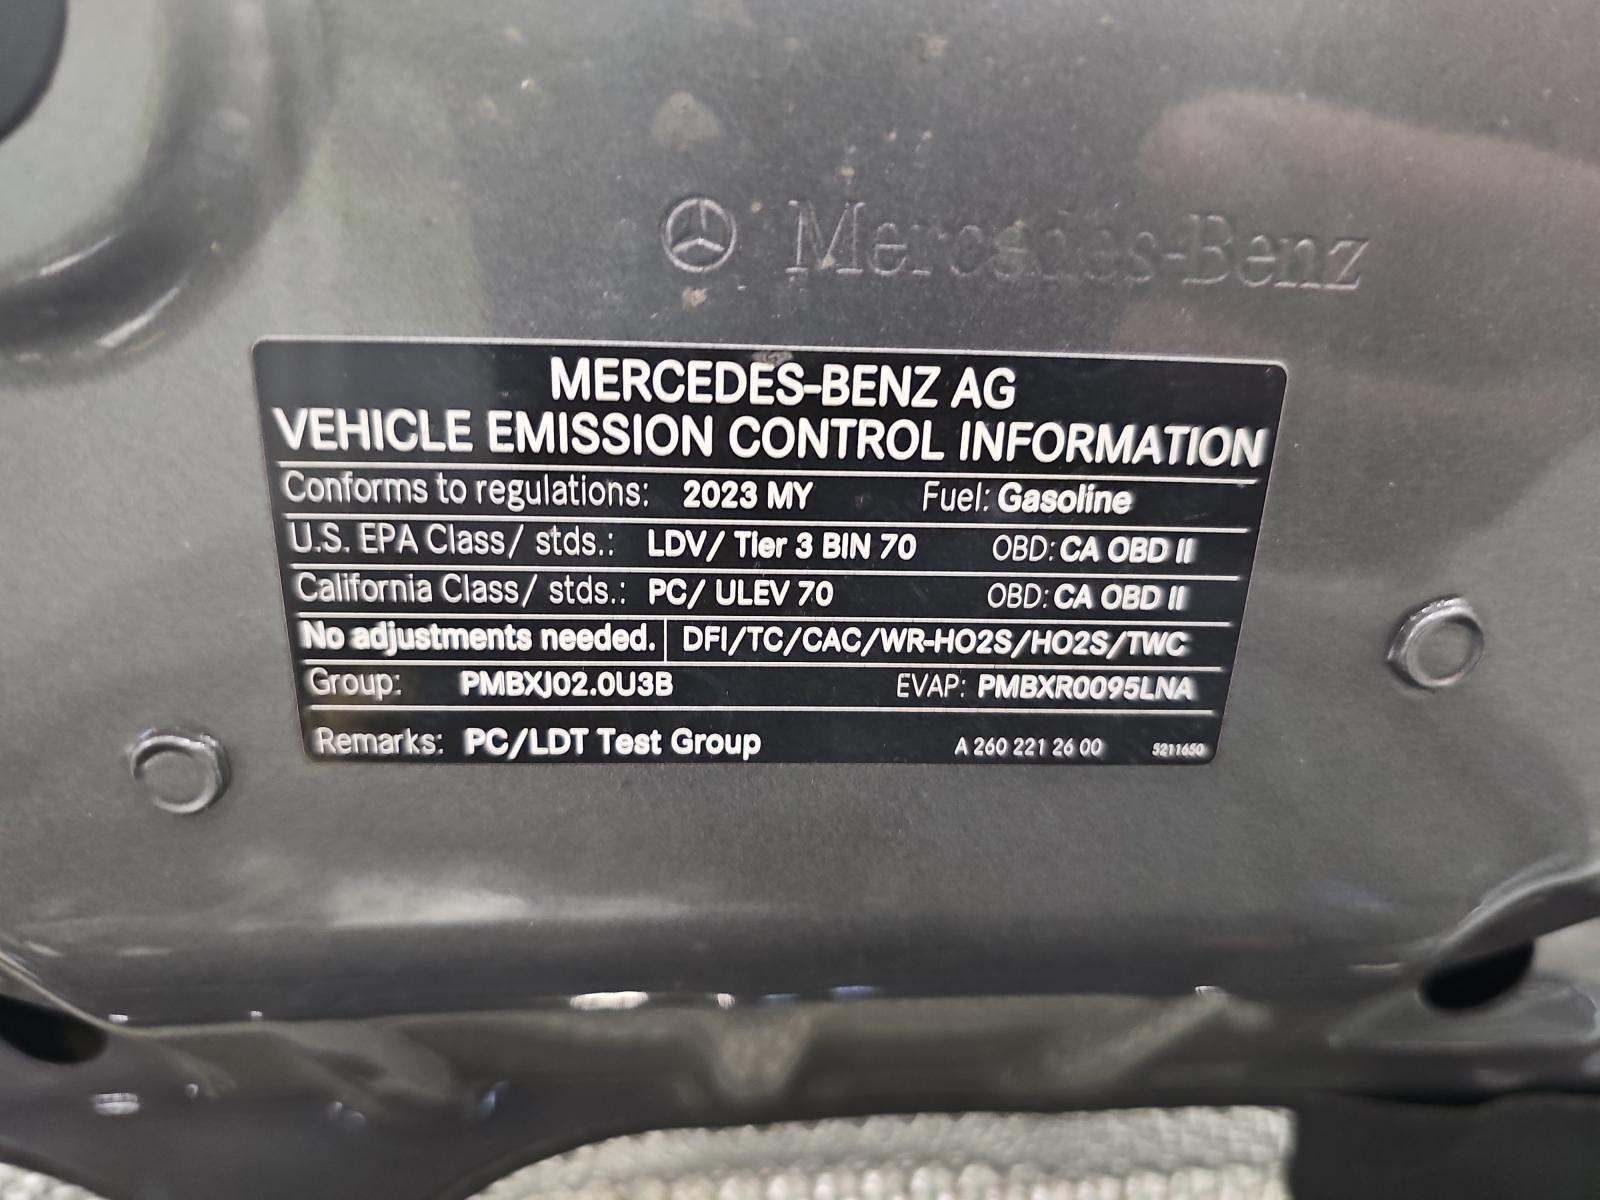 Mercedes-Benz
MERCEDES-BENZ AG
VEHICLE EMISSION CONTROL INFORMATION
Conforms to regulations: 2023 MY Fuel: Gasoline
U.S. EPA Class/ stds.: LDV/ Tier 3 BIN 70 OBD: CA OBD II
California Class/ stds.: PC/ ULEV 70 OBD: CA OBD II
No adjustments needed. DFI/TC/CAC/WR-HO2S/HO2S/TWC
Group: PMBXJ02.0U3B EVAP: PMBXR0095LNA
Remarks: PC/LDT Test Group A 260 221 26 00 5211650